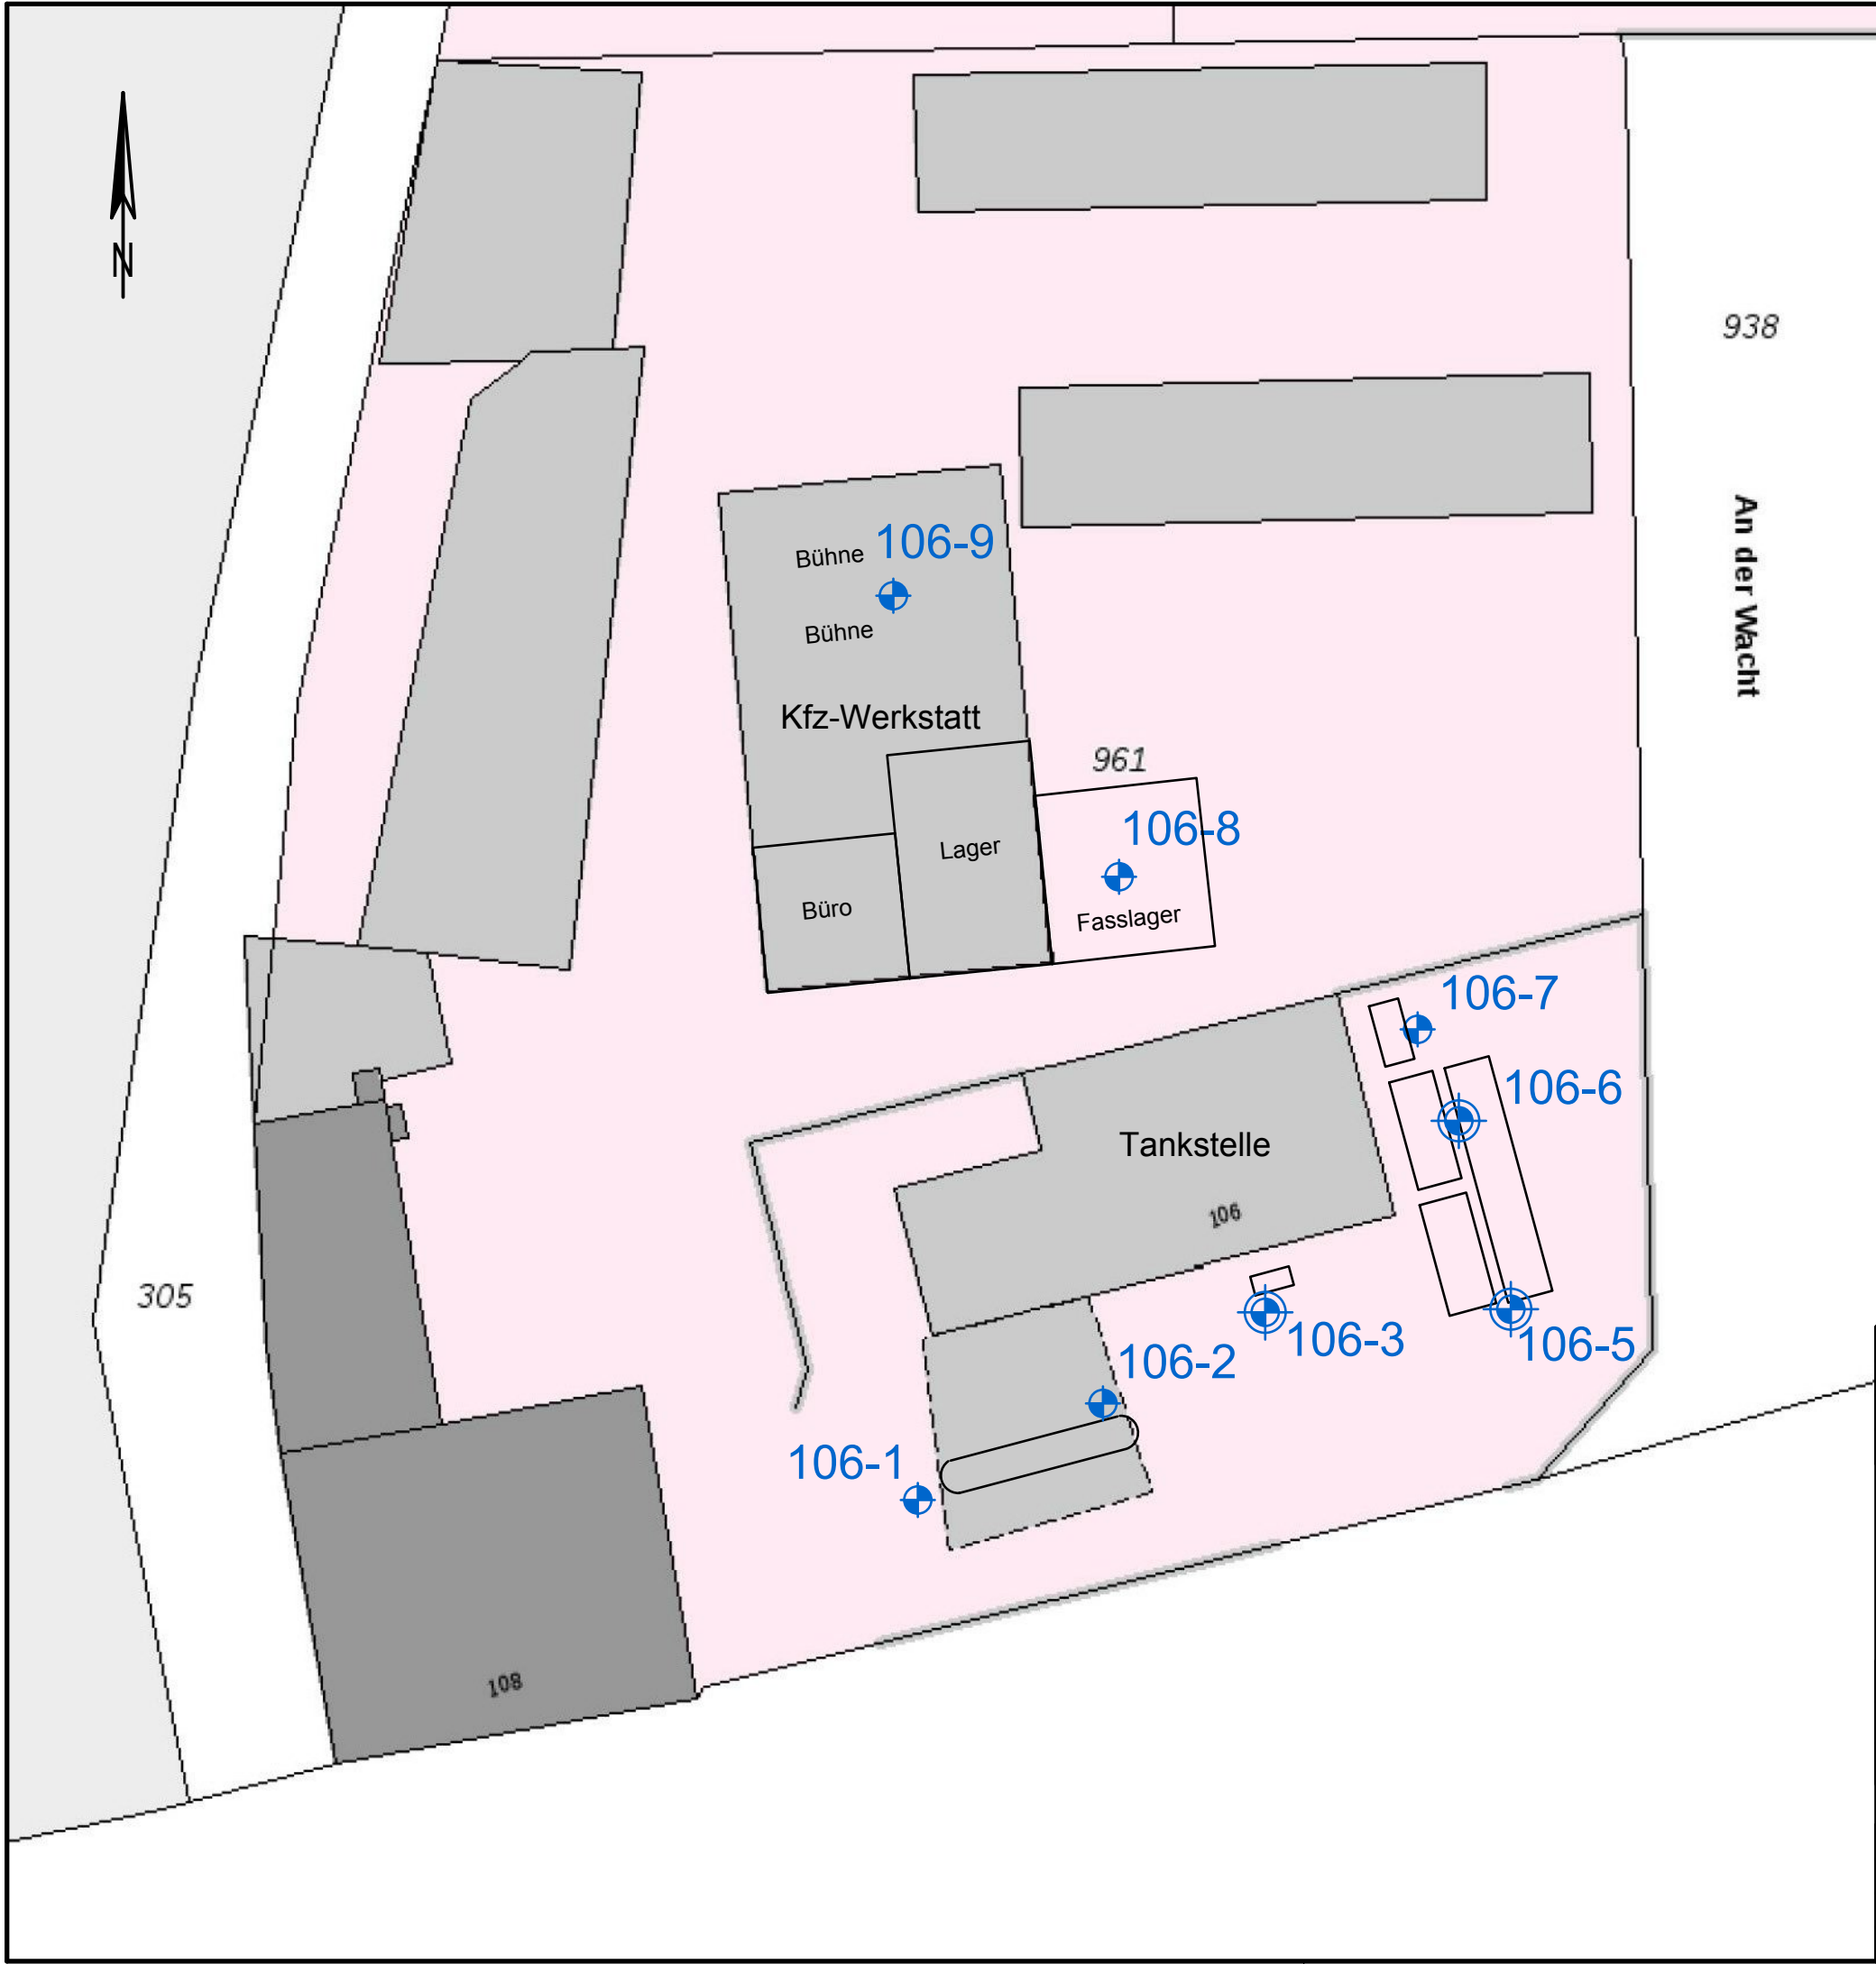 N
938
An der Wacht
Bühne 106-9
Bühne
Kfz-Werkstatt
961
106-8
Lager
Büro
Fasslager
106-7
106-6
Tankstelle
106
305
106-3
106-5
106-2
106-1
108